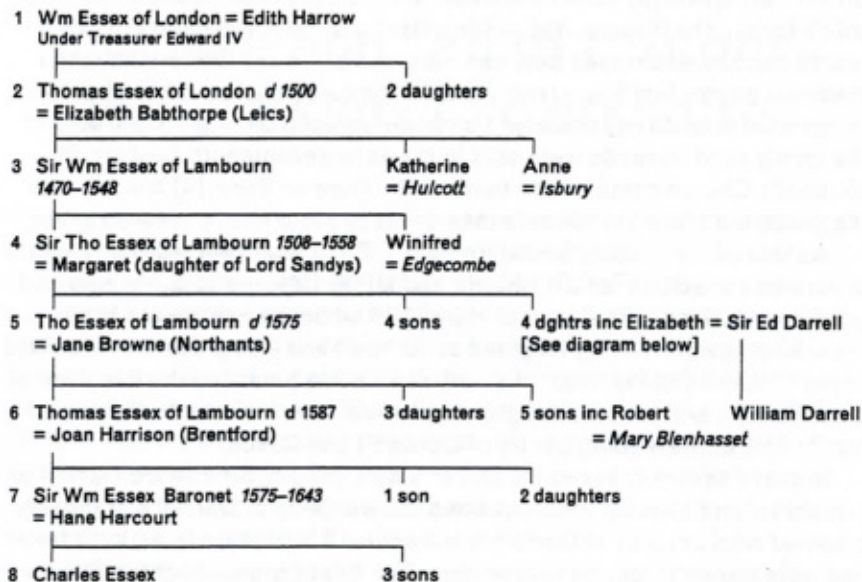 1 Wm Essex of London = Edith Harrow
Under Treasurer Edward IV
2 Thomas Essex of London d 1500 2 daughters
= Elizabeth Babthorpe (Leics)
3 Sir Wm Essex of Lambourn Katherine Anne
1470–1548 = Hulcott = Isbury
4 Sir Tho Essex of Lambourn 1508–1558 Winifred
= Margaret (daughter of Lord Sandys) = Edgecombe
5 Tho Essex of Lambourn d 1575 4 sons 4 dghtrs inc Elizabeth = Sir Ed Darrell
= Jane Browne (Northants) [See diagram below]
6 Thomas Essex of Lambourn d 1587 3 daughters 5 sons inc Robert William Darrell
= Joan Harrison (Brentford) = Mary Blenhasset
7 Sir Wm Essex Baronet 1575–1643 1 son 2 daughters
= Hane Harcourt
8 Charles Essex 3 sons